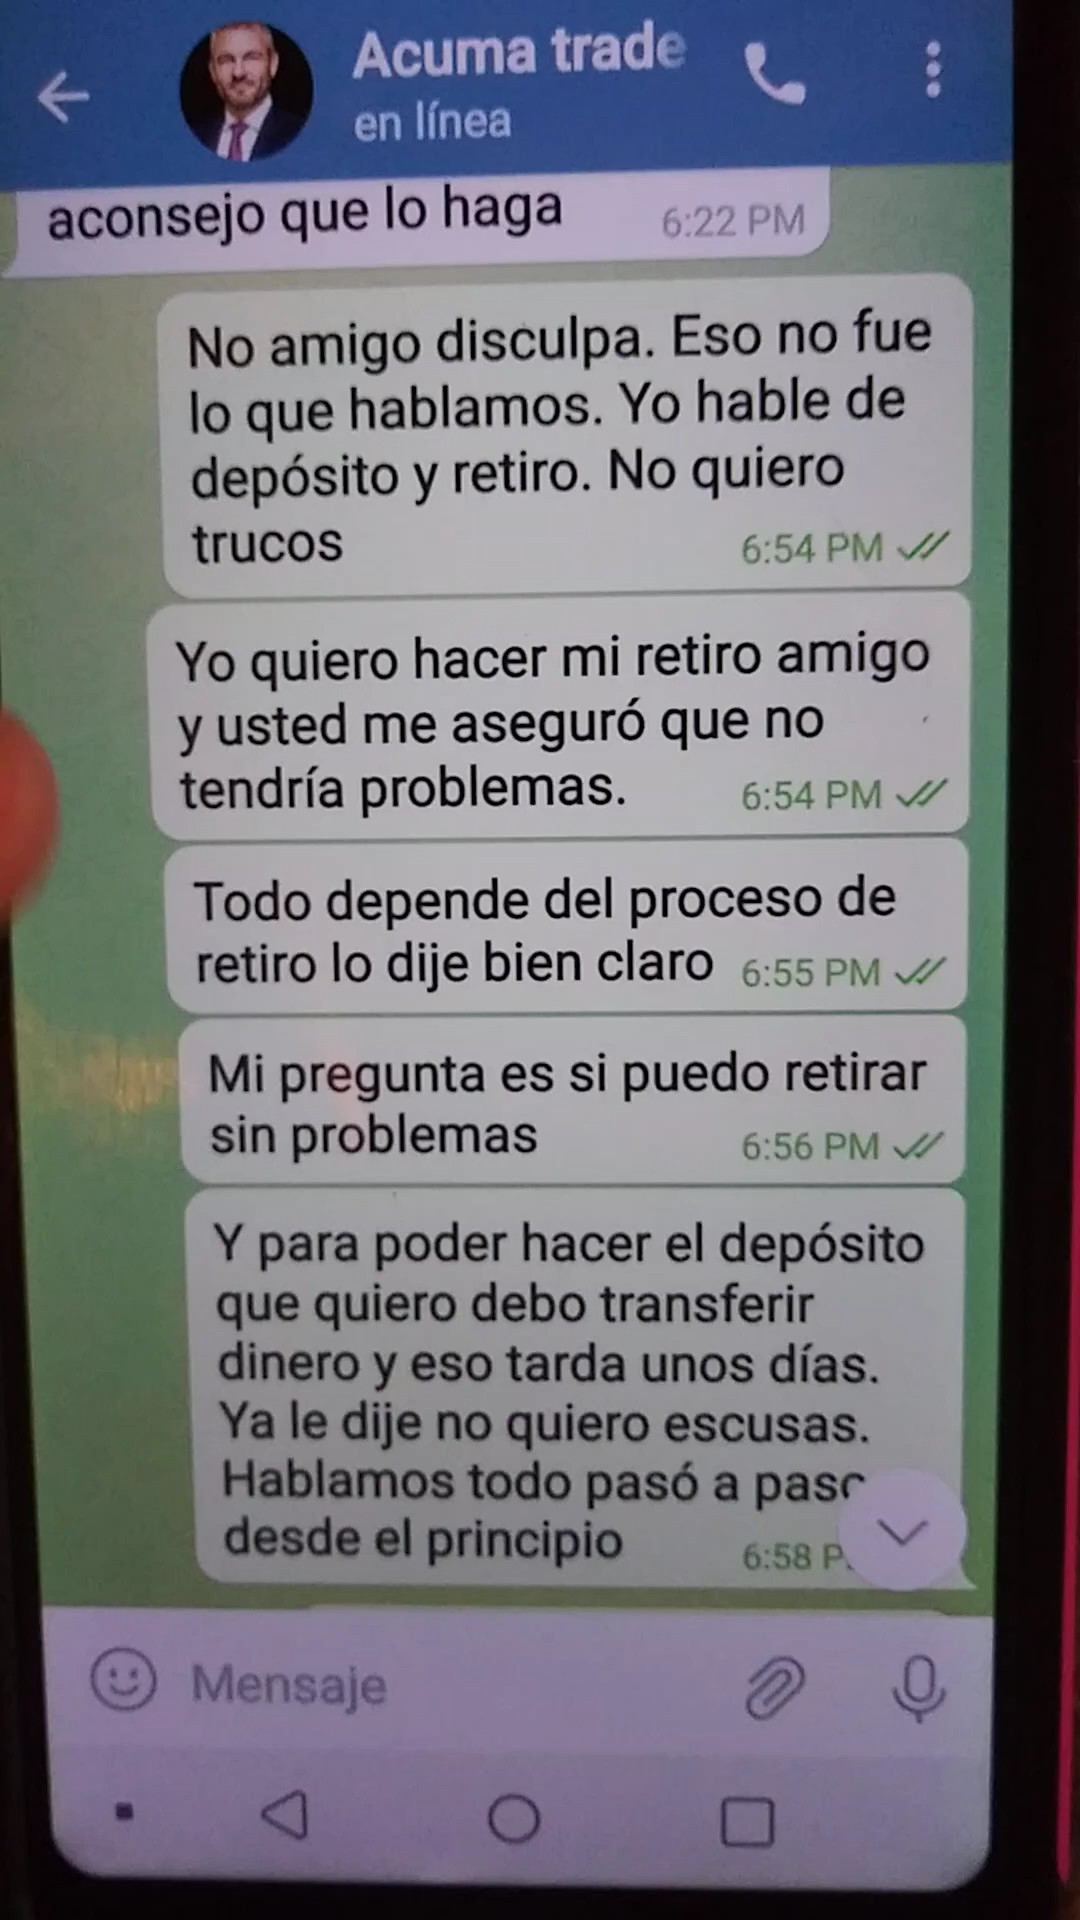 Acuma trade
en línea
aconsejo que lo haga 6:22 PM
No amigo disculpa. Eso no fue
lo que hablamos. Yo hable de
depósito y retiro. No quiero
trucos 6:54 PM
Yo quiero hacer mi retiro amigo
y usted me aseguró que no
tendría problemas. 6:54 PM
Todo depende del proceso de
retiro lo dije bien claro 6:55 PM
Mi pregunta es si puedo retirar
sin problemas 6:56 PM
Y para poder hacer el depósito
que quiero debo transferir
dinero y eso tarda unos días.
Ya le dije no quiero escusas.
Hablamos todo pasó a paso
desde el principio 6:58 P
Mensaje